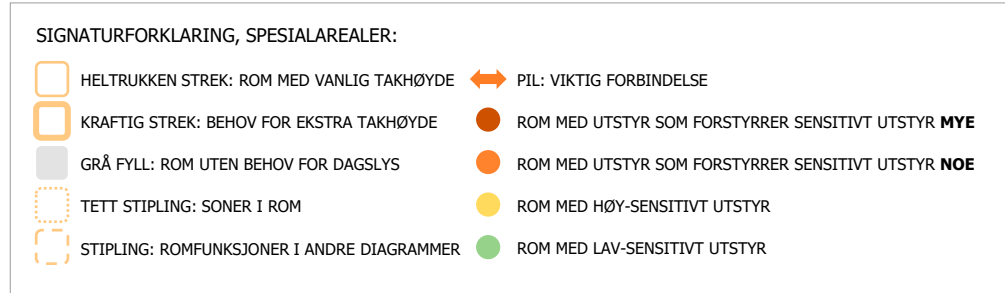 SIGNATURFORKLARING, SPESIALAREALER:
HELTRUKKEN STREK: ROM MED VANLIG TAKHØYDE
KRAFTIG STREK: BEHOV FOR EKSTRA TAKHØYDE
GRÅ FYLL: ROM UTEN BEHOV FOR DAGSLYS
TETT STIPLING: SONER I ROM
STIPLING: ROMFUNKSJONER I ANDRE DIAGRAMMER
PIL: VIKTIG FORBINDELSE
ROM MED UTSTYR SOM FORSTYRRER SENSITIVT UTSTYR MYE
ROM MED UTSTYR SOM FORSTYRRER SENSITIVT UTSTYR NOE
ROM MED HØY-SENSITIVT UTSTYR
ROM MED LAV-SENSITIVT UTSTYR